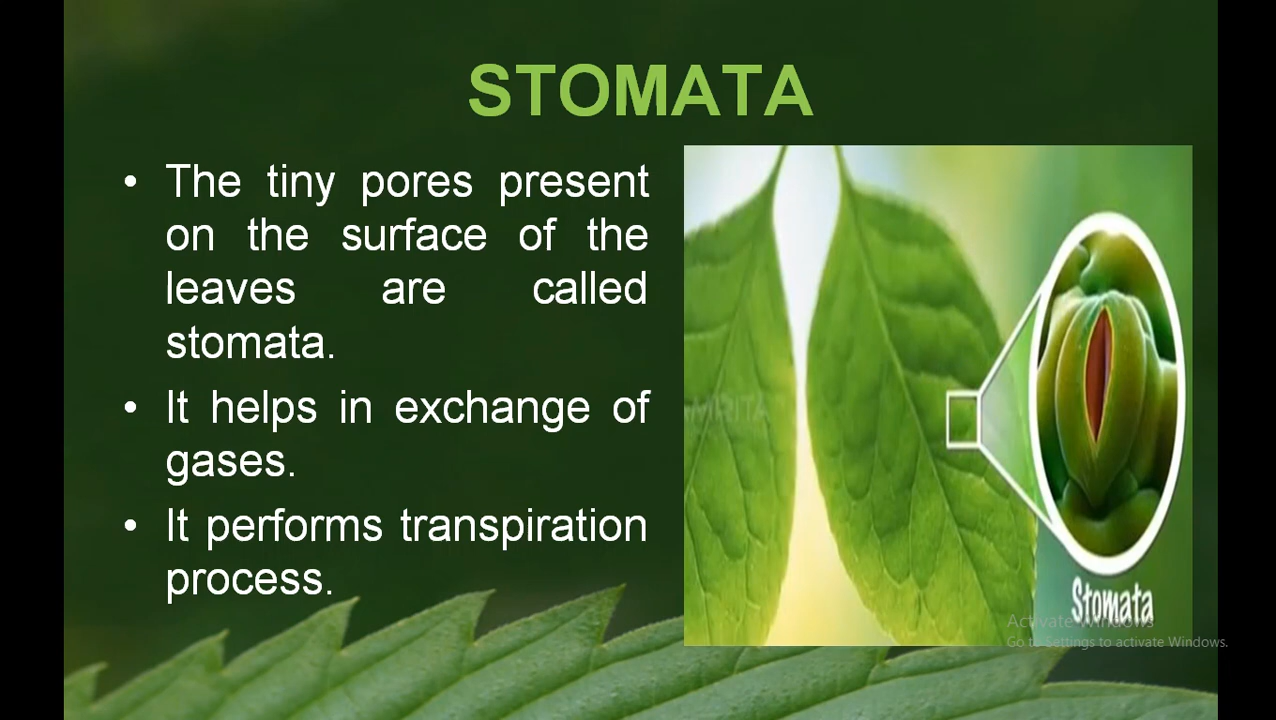 STOMATA
• The tiny pores present
on the surface of the
leaves are called
stomata.
• It helps in exchange of
gases.
• It performs transpiration
process.
Stomata
Activate Windows
Go to Settings to activate Windows.